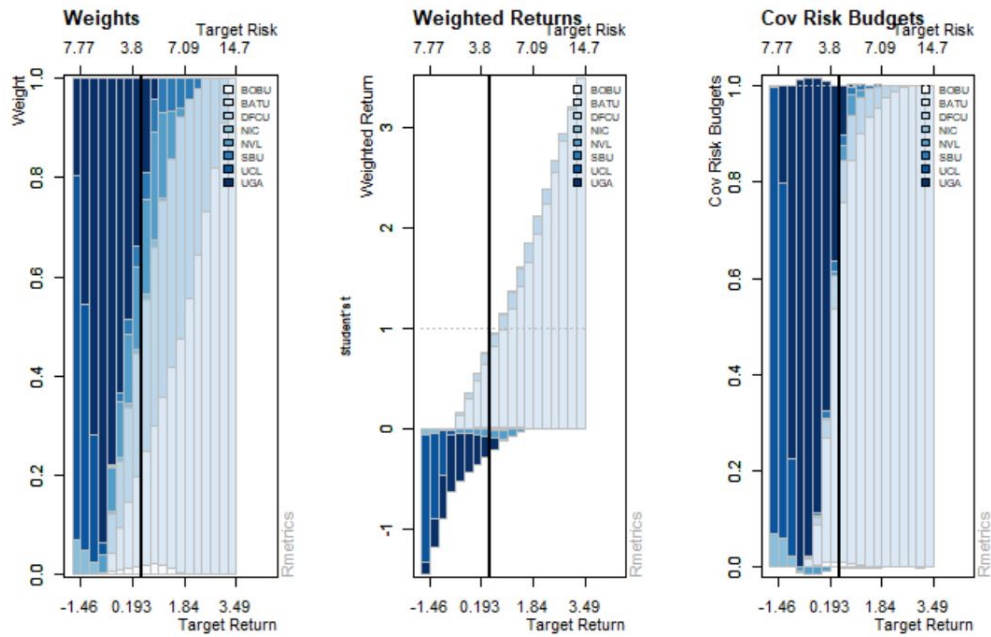 Weights
Target Risk
7.77 3.8 7.09 14.7
Weight
1.0
0.8
0.6
0.4
0.2
0.0
BOBU
BATU
DFCU
NIC
NVL
SBU
UCL
UGA
-1.46 0.193 1.84 3.49
Target Return
Rmetrics
Weighted Returns
Target Risk
7.77 3.8 7.09 14.7
Weighted Return
student's t
3
2
1
0
-1
BOBU
BATU
DFCU
NIC
NVL
SBU
UCL
UGA
-1.46 0.193 1.84 3.49
Target Return
Rmetrics
Cov Risk Budgets
Target Risk
7.77 3.8 7.09 14.7
Cov Risk Budgets
1.0
0.8
0.6
0.4
0.2
0.0
BOBU
BATU
DFCU
NIC
NVL
SBU
UCL
UGA
-1.46 0.193 1.84 3.49
Target Return
Rmetrics